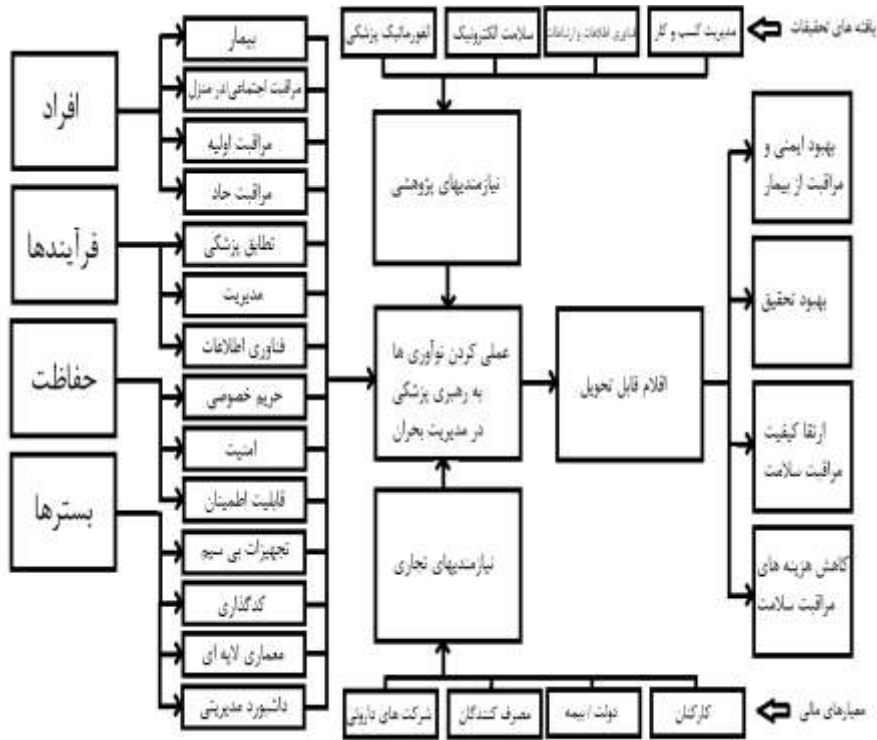 یافته های تحقیقات
مدیریت کسب و کار
فناوری اطلاعات و ارتباطات
سلامت الکترونیک
انفورماتیک پزشکی
افراد
فرآیندها
حفاظت
بسترها
بیمار
مراقبت اجتماعی/در منزل
مراقبت اولیه
مراقبت حاد
تطابق پزشکی
مدیریت
فناوری اطلاعات
حریم خصوصی
امنیت
قابلیت اطمینان
تجهیزات بی سیم
کدگذاری
معماری لایه ای
داشبورد مدیریتی
نیازمندیهای پژوهشی
عملی کردن نوآوری ها
به رهبری پزشکی
در مدیریت بحران
نیازمندیهای تجاری
اقلام قابل تحویل
بهبود ایمنی و
مراقبت از بیمار
بهبود تحقیق
ارتقا کیفیت
مراقبت سلامت
کاهش هزینه های
مراقبت سلامت
معیارهای مالی
کارکنان
دولت / بیمه
مصرف کنندگان
شرکت های داروئی